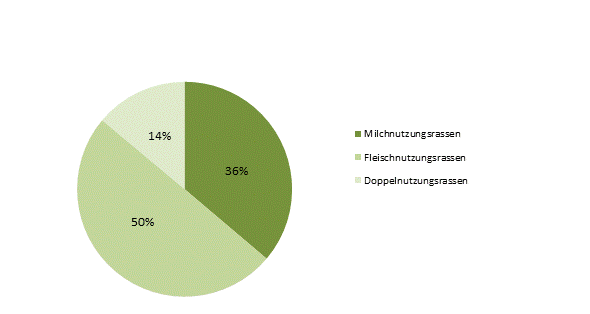 14%
36%
50%
Milchnutzungsrassen
Fleischnutzungsrassen
Doppelnutzungsrassen